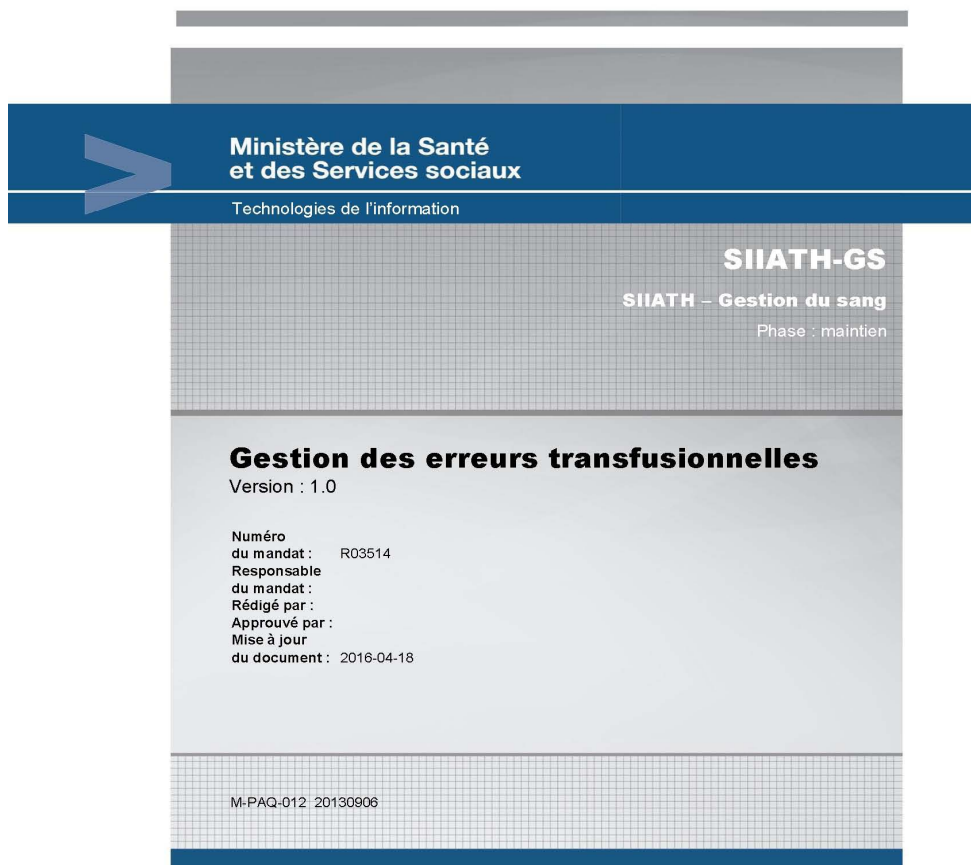 Ministère de la Santé
et des Services sociaux
Technologies de l'information
SIIATH-GS
SIIATH – Gestion du sang
Phase : maintien
Gestion des erreurs transfusionnelles
Version : 1.0
Numéro
du mandat : R03514
Responsable
du mandat :
Rédigé par :
Approuvé par :
Mise à jour
du document : 2016-04-18
M-PAQ-012 20130906